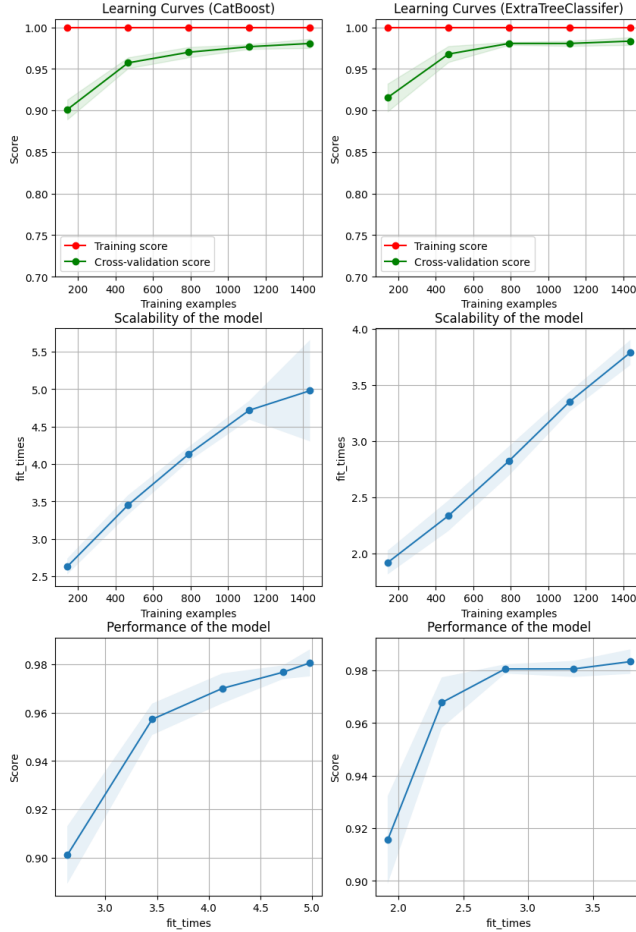 Learning Curves (CatBoost)
1.00
0.95
0.90
0.85
0.80
0.75
0.70
Score
Training score
Cross-validation score
200 400 600 800 1000 1200 1400
Training examples
Learning Curves (ExtraTreeClassifer)
1.00
0.95
0.90
0.85
0.80
0.75
0.70
Score
Training score
Cross-validation score
200 400 600 800 1000 1200 1400
Training examples
Scalability of the model
5.5
5.0
4.5
4.0
3.5
3.0
2.5
fit_times
200 400 600 800 1000 1200 1400
Training examples
Scalability of the model
4.0
3.5
3.0
2.5
2.0
fit_times
200 400 600 800 1000 1200 1400
Training examples
Performance of the model
0.98
0.96
0.94
0.92
0.90
Score
3.0 3.5 4.0 4.5 5.0
fit_times
Performance of the model
0.98
0.96
0.94
0.92
0.90
Score
2.0 2.5 3.0 3.5
fit_times